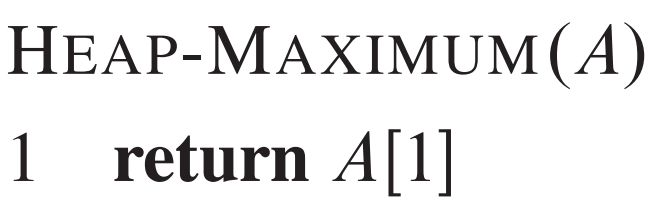 HEAP-MAXIMUM(A)
1 return A[1]